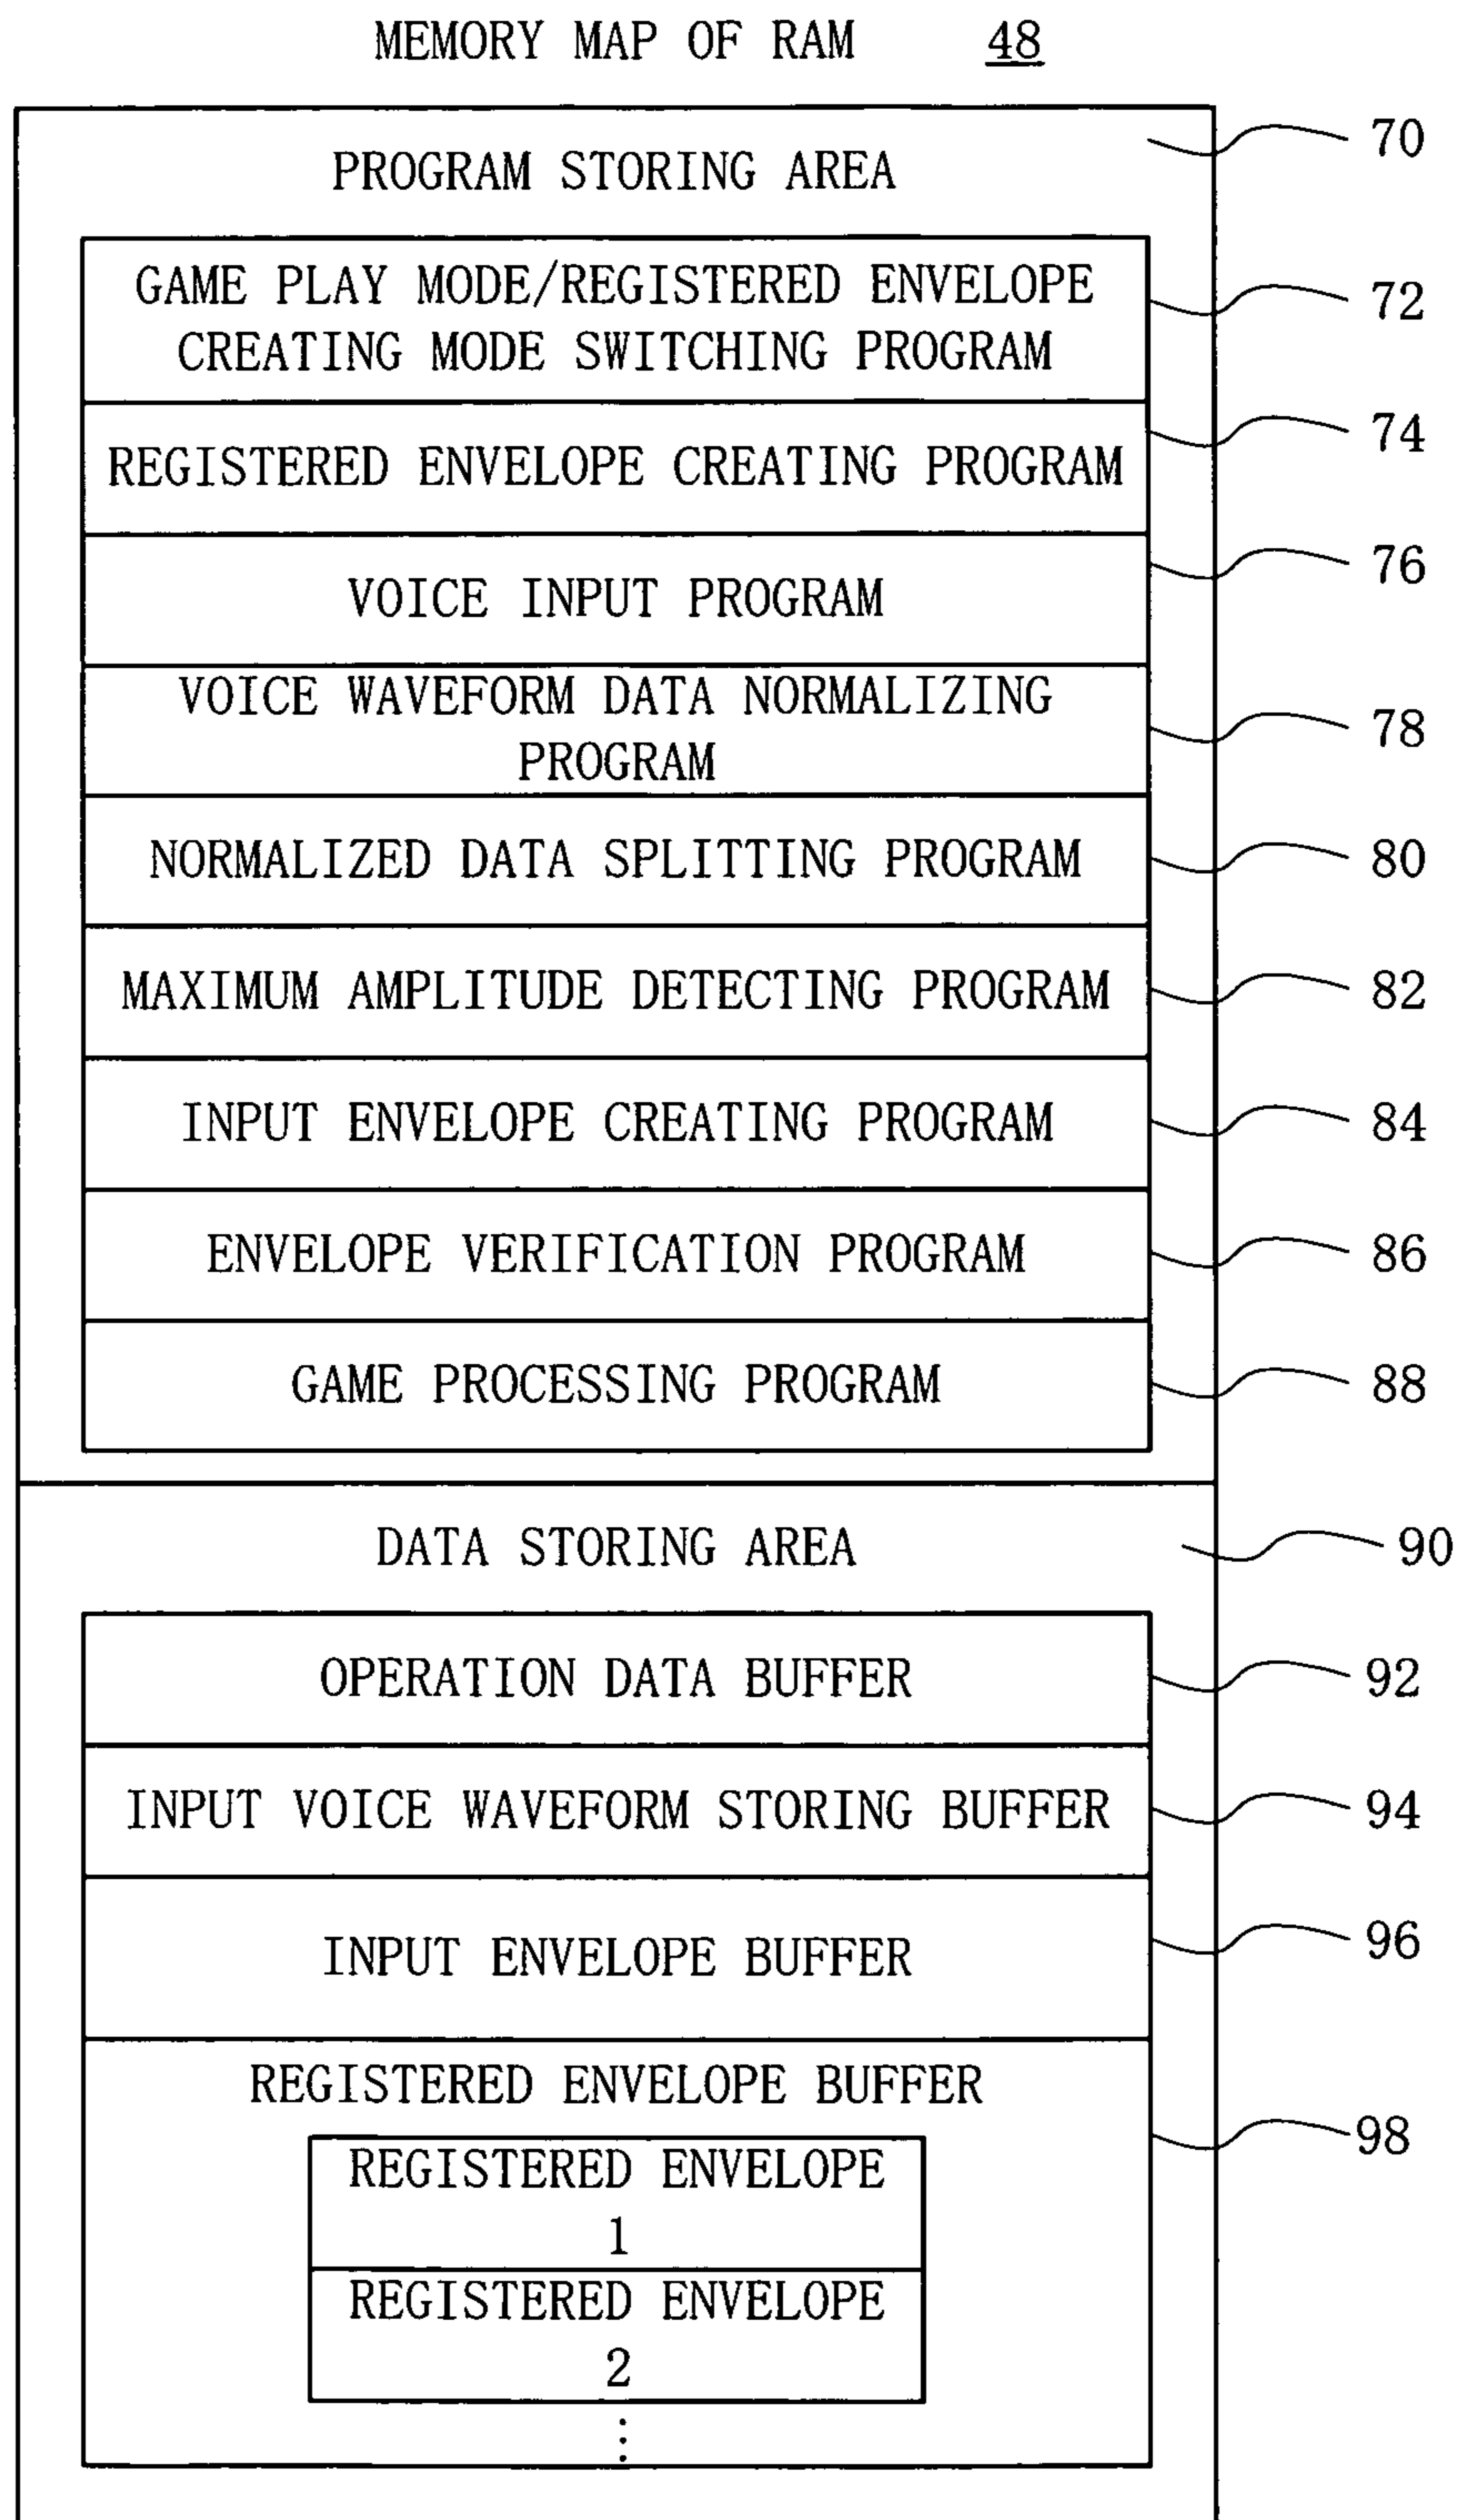 MEMORY MAP OF RAM 48
PROGRAM STORING AREA 70
GAME PLAY MODE/REGISTERED ENVELOPE
CREATING MODE SWITCHING PROGRAM 72
REGISTERED ENVELOPE CREATING PROGRAM 74
VOICE INPUT PROGRAM 76
VOICE WAVEFORM DATA NORMALIZING
PROGRAM 78
NORMALIZED DATA SPLITTING PROGRAM 80
MAXIMUM AMPLITUDE DETECTING PROGRAM 82
INPUT ENVELOPE CREATING PROGRAM 84
ENVELOPE VERIFICATION PROGRAM 86
GAME PROCESSING PROGRAM 88
DATA STORING AREA 90
OPERATION DATA BUFFER 92
INPUT VOICE WAVEFORM STORING BUFFER 94
INPUT ENVELOPE BUFFER 96
REGISTERED ENVELOPE BUFFER 98
REGISTERED ENVELOPE
1
REGISTERED ENVELOPE
2
⋮